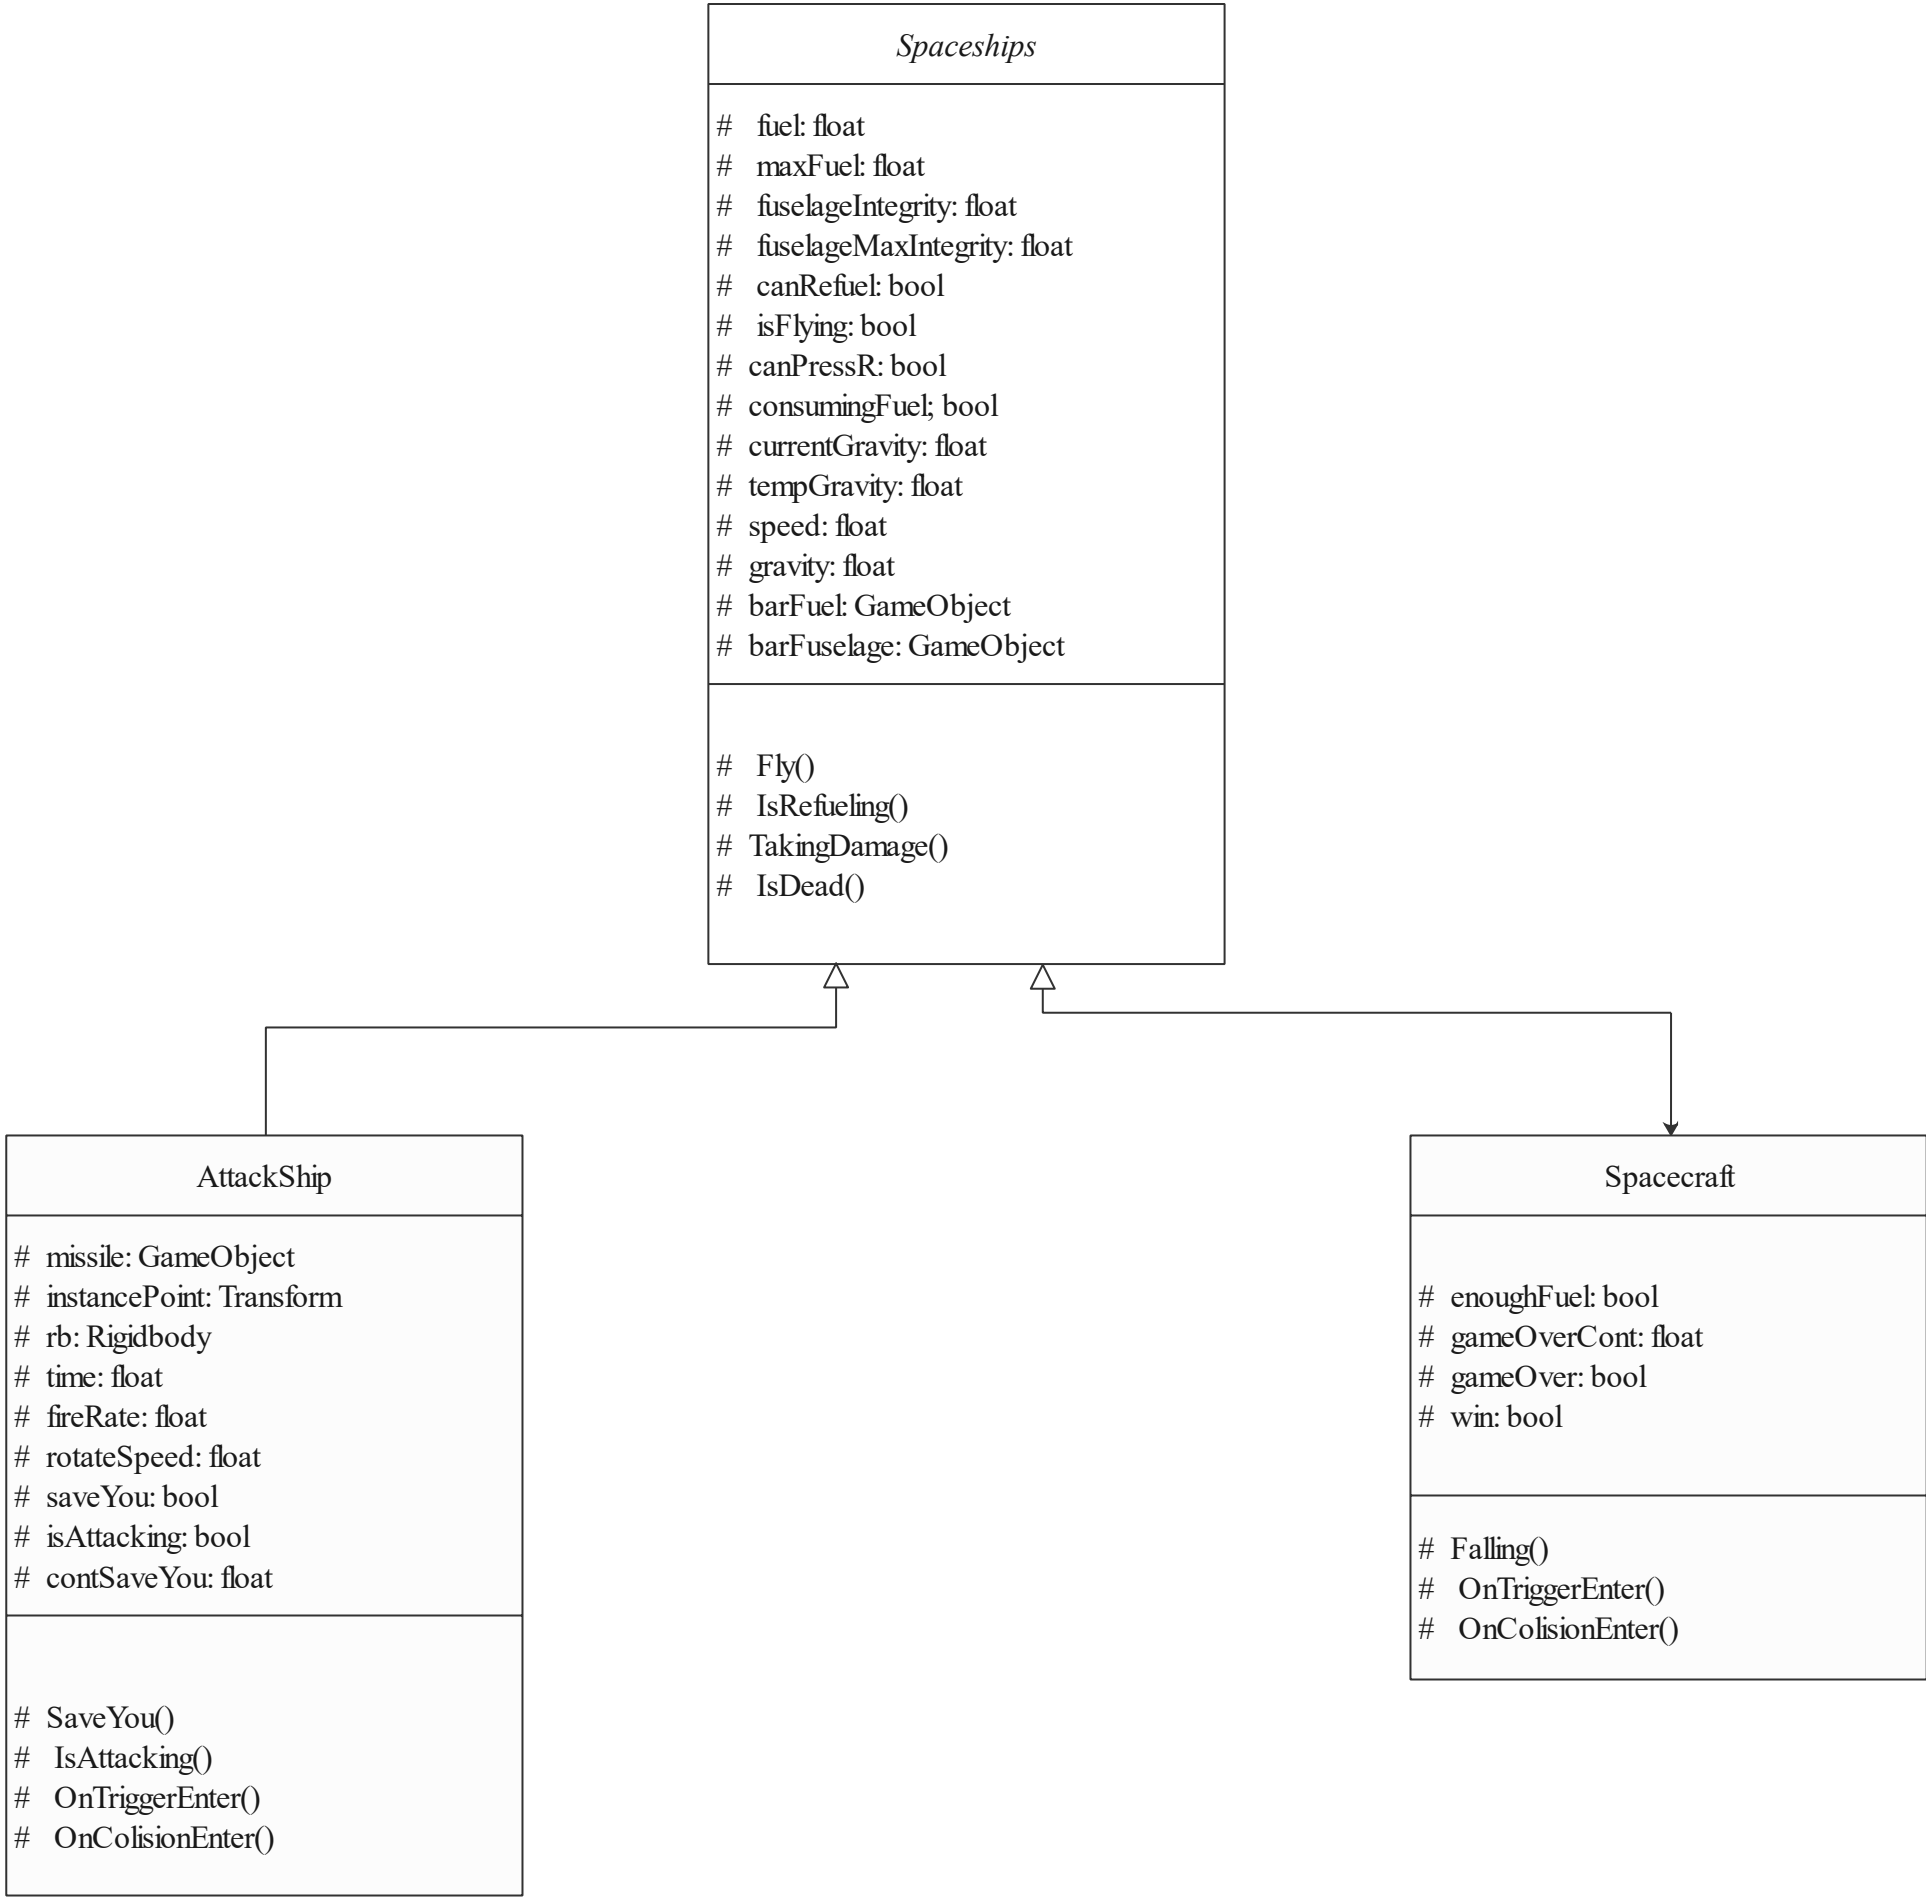 Spaceships
# fuel: float
# maxFuel: float
# fuselageIntegrity: float
# fuselageMaxIntegrity: float
# canRefuel: bool
# isFlying: bool
# canPressR: bool
# consumingFuel; bool
# currentGravity: float
# tempGravity: float
# speed: float
# gravity: float
# barFuel: GameObject
# barFuselage: GameObject
# Fly()
# IsRefueling()
# TakingDamage()
# IsDead()
AttackShip
# missile: GameObject
# instancePoint: Transform
# rb: Rigidbody
# time: float
# fireRate: float
# rotateSpeed: float
# saveYou: bool
# isAttacking: bool
# contSaveYou: float
# SaveYou()
# IsAttacking()
# OnTriggerEnter()
# OnColisionEnter()
Spacecraft
# enoughFuel: bool
# gameOverCont: float
# gameOver: bool
# win: bool
# Falling()
# OnTriggerEnter()
# OnColisionEnter()